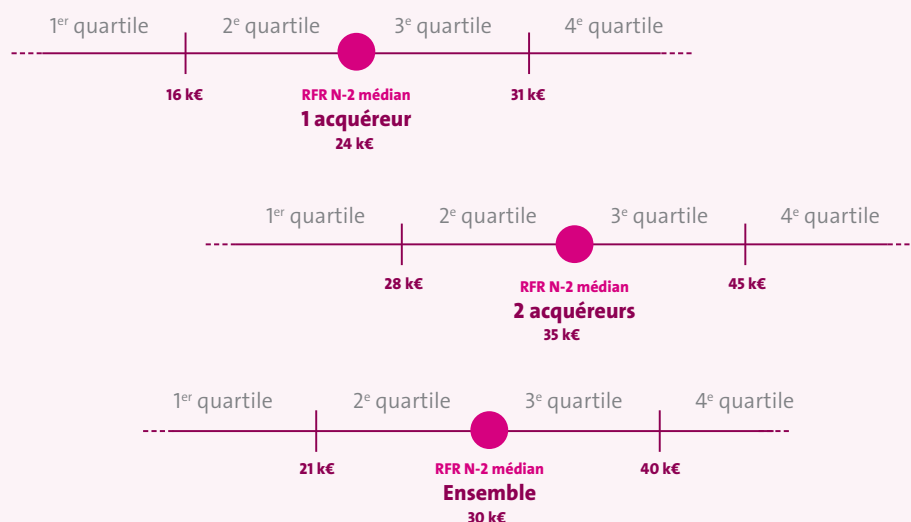 1er quartile 2e quartile 3e quartile 4e quartile
16 k€ RFR N-2 médian 31 k€
1 acquéreur
24 k€
1er quartile 2e quartile 3e quartile 4e quartile
28 k€ RFR N-2 médian 45 k€
2 acquéreurs
35 k€
1er quartile 2e quartile 3e quartile 4e quartile
21 k€ RFR N-2 médian 40 k€
Ensemble
30 k€